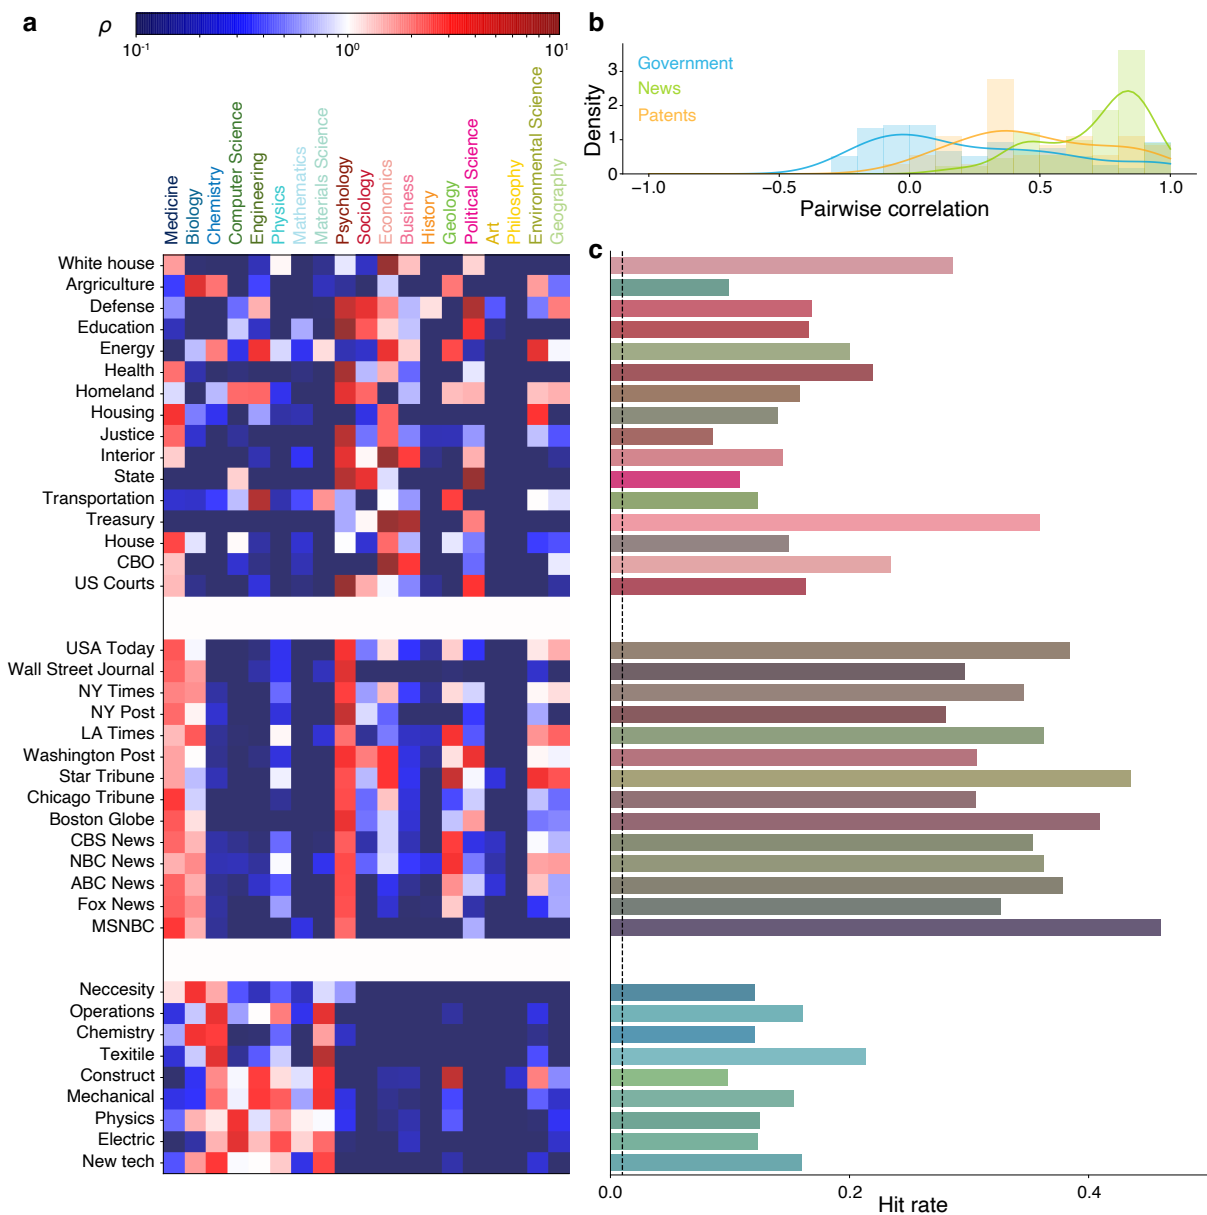 a
ρ
10⁻¹
10⁰
10¹
Medicine
Biology
Chemistry
Computer Science
Engineering
Physics
Mathematics
Materials Science
Psychology
Sociology
Economics
Business
History
Geology
Political Science
Art
Philosophy
Environmental Science
Geography
White house
Argriculture
Defense
Education
Energy
Health
Homeland
Housing
Justice
Interior
State
Transportation
Treasury
House
CBO
US Courts
USA Today
Wall Street Journal
NY Times
NY Post
LA Times
Washington Post
Star Tribune
Chicago Tribune
Boston Globe
CBS News
NBC News
ABC News
Fox News
MSNBC
Neccesity
Operations
Chemistry
Texitile
Construct
Mechanical
Physics
Electric
New tech
b
Government
News
Patents
Density
3
2
1
0
−1.0
−0.5
0.0
0.5
1.0
Pairwise correlation
c
0.0
0.2
0.4
Hit rate